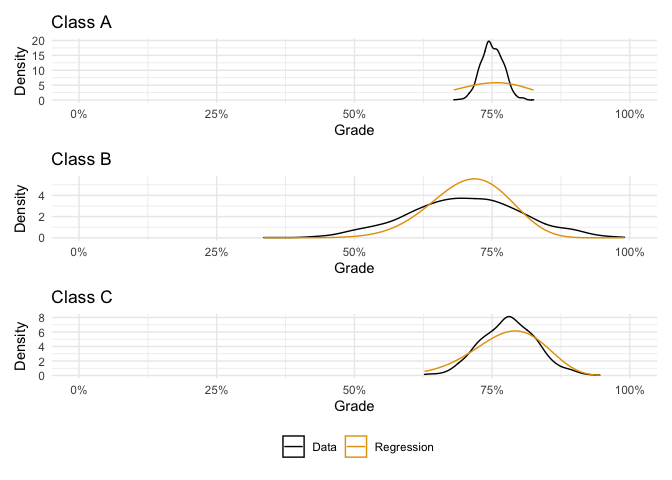 Class A
Density
20
15
10
5
0
0% 25% 50% 75% 100%
Grade
Class B
Density
4
2
0
0% 25% 50% 75% 100%
Grade
Class C
Density
8
6
4
2
0
0% 25% 50% 75% 100%
Grade
Data Regression